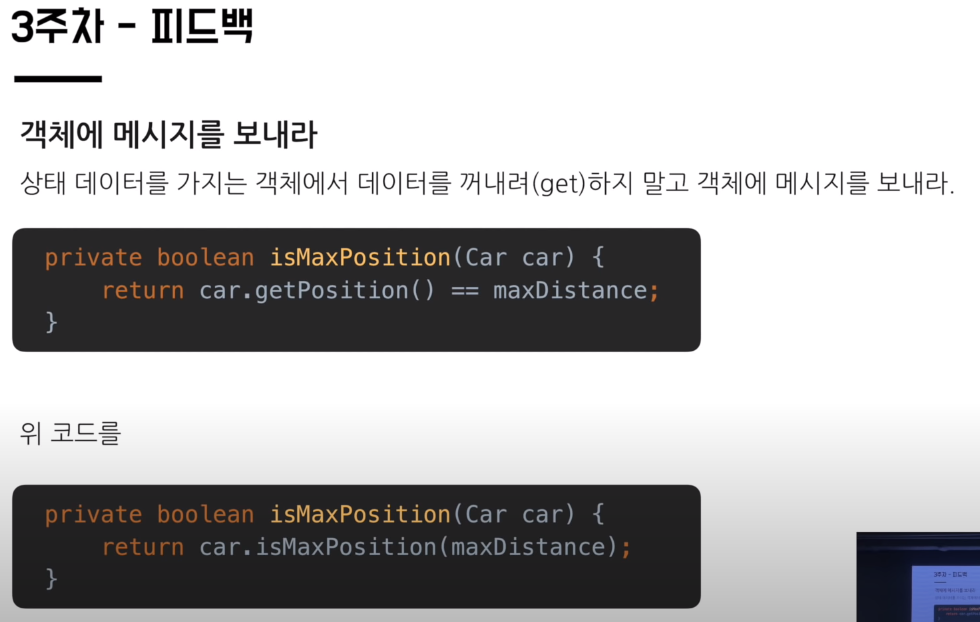 3주차 - 피드백
객체에 메시지를 보내라
상태 데이터를 가지는 객체에서 데이터를 꺼내려(get)하지 말고 객체에 메시지를 보내라.
private boolean isMaxPosition(Car car) {
return car.getPosition() == maxDistance;
}
위 코드를
private boolean isMaxPosition(Car car) {
return car.isMaxPosition(maxDistance);
}
3주차 - 피드백